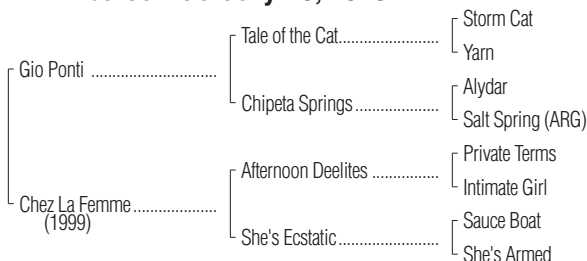 Storm Cat
Tale of the Cat
Yarn
Gio Ponti
Alydar
Chipeta Springs
Salt Spring (ARG)
Private Terms
Afternoon Deelites
Intimate Girl
Chez La Femme
(1999)
Sauce Boat
She's Ecstatic
She's Armed